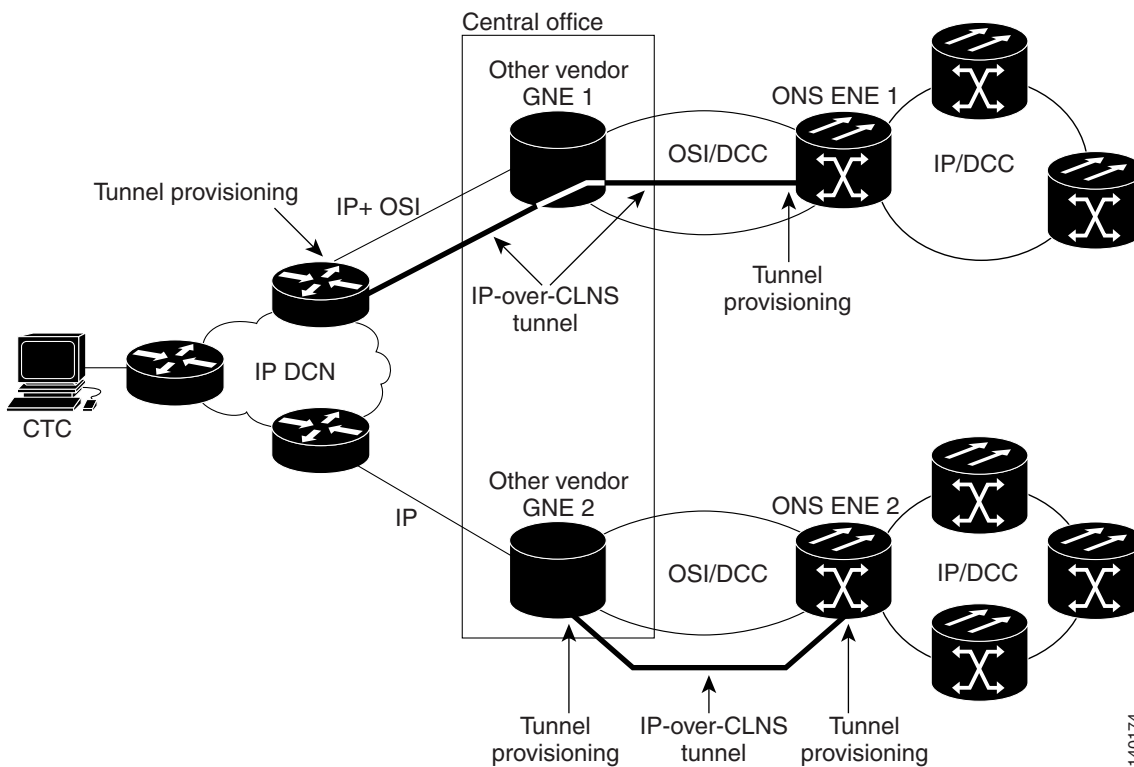 Central office
Other vendor
GNE 1
ONS ENE 1
OSI/DCC
IP/DCC
Tunnel provisioning
IP+ OSI
IP-over-CLNS
tunnel
Tunnel
provisioning
IP DCN
CTC
Other vendor
GNE 2
ONS ENE 2
IP
OSI/DCC
IP/DCC
Tunnel
provisioning
IP-over-CLNS
tunnel
Tunnel
provisioning
140174